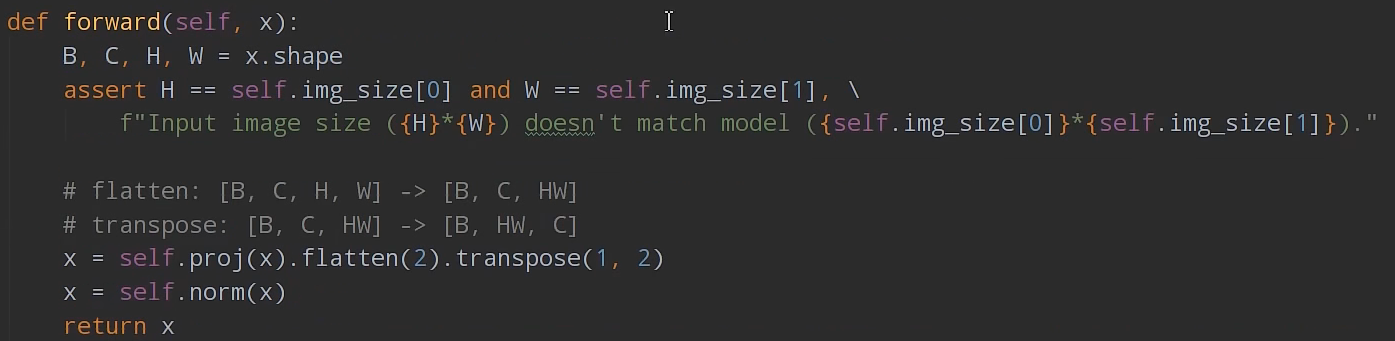 def forward(self, x):
    B, C, H, W = x.shape
    assert H == self.img_size[0] and W == self.img_size[1], \
        f"Input image size ({H}*{W}) doesn't match model ({self.img_size[0]}*{self.img_size[1]})."

    # flatten: [B, C, H, W] -> [B, C, HW]
    # transpose: [B, C, HW] -> [B, HW, C]
    x = self.proj(x).flatten(2).transpose(1, 2)
    x = self.norm(x)
    return x